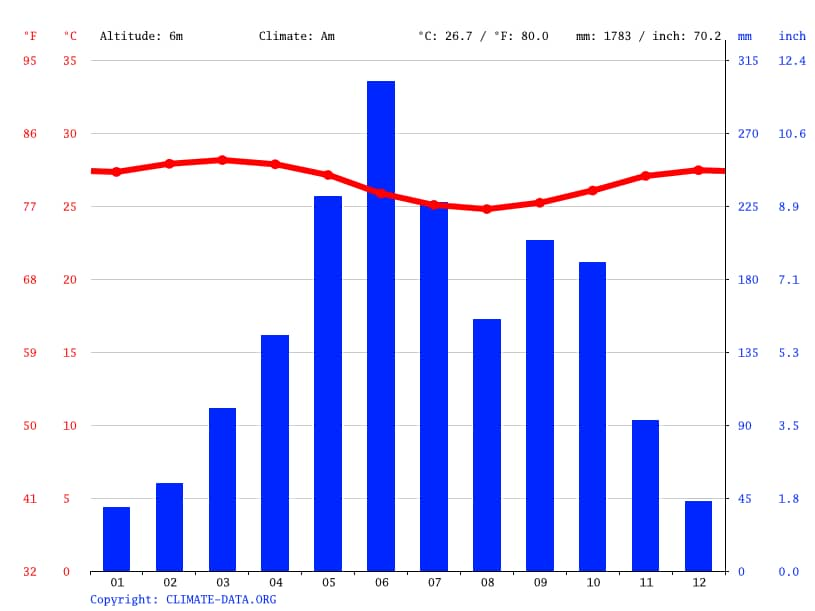 °F °C Altitude: 6m Climate: Am °C: 26.7 / °F: 80.0 mm: 1783 / inch: 70.2 mm inch
95 35 315 12.4
86 30 270 10.6
77 25 225 8.9
68 20 180 7.1
59 15 135 5.3
50 10 90 3.5
41 5 45 1.8
32 0 0 0.0
01 02 03 04 05 06 07 08 09 10 11 12
Copyright: CLIMATE-DATA.ORG